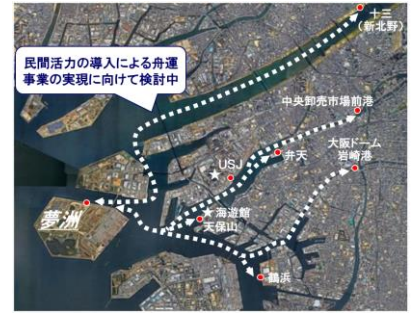 十三
（新北野）
民間活力の導入による舟運
事業の実現に向けて検討中
中央卸売市場前港
大阪ドーム
岩崎港
USJ
弁天
海遊館
天保山
夢洲
鶴浜